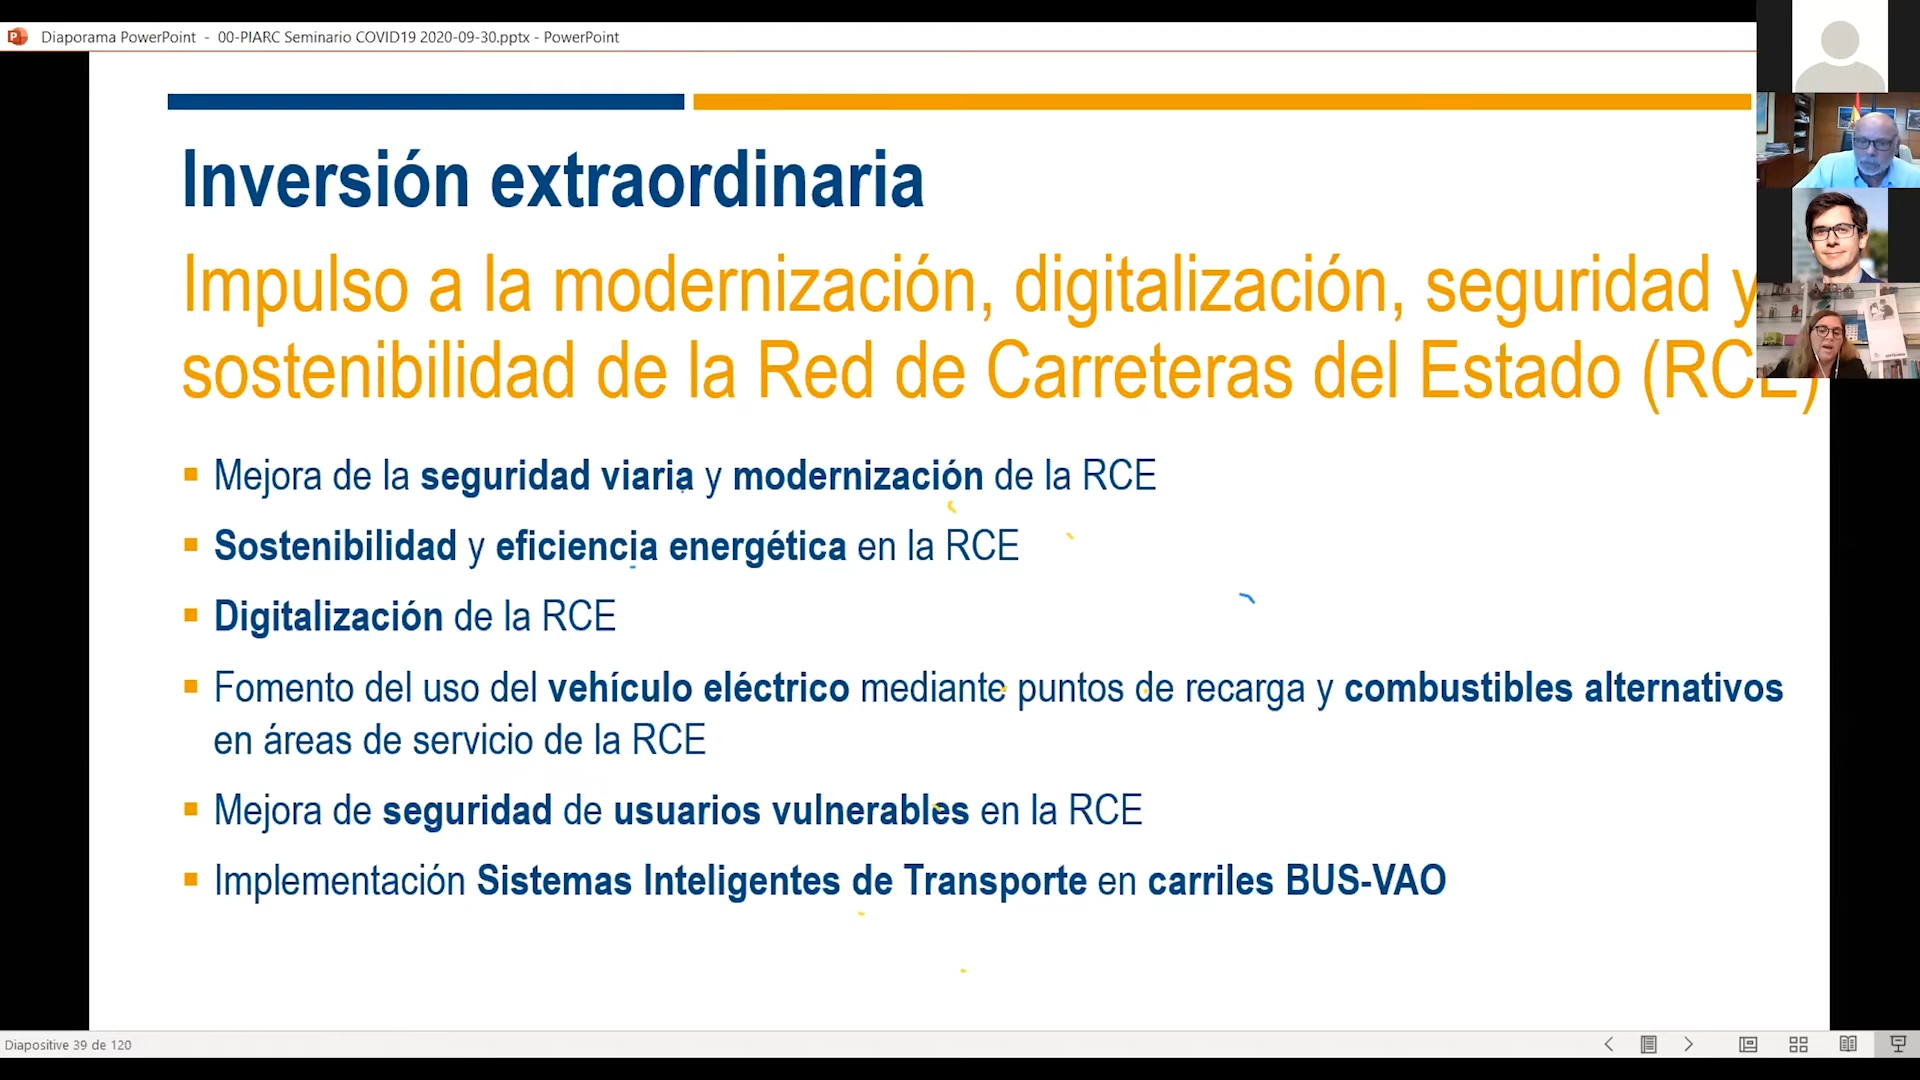 Diaporama PowerPoint - 00-PIARC Seminario COVID19 2020-09-30.pptx - PowerPoint
Inversión extraordinaria
Impulso a la modernización, digitalización, seguridad y
sostenibilidad de la Red de Carreteras del Estado (RCE)
Mejora de la seguridad viaria y modernización de la RCE
Sostenibilidad y eficiencia energética en la RCE
Digitalización de la RCE
Fomento del uso del vehículo eléctrico mediante puntos de recarga y combustibles alternativos
en áreas de servicio de la RCE
Mejora de seguridad de usuarios vulnerables en la RCE
Implementación Sistemas Inteligentes de Transporte en carriles BUS-VAO
Diapositive 39 de 120